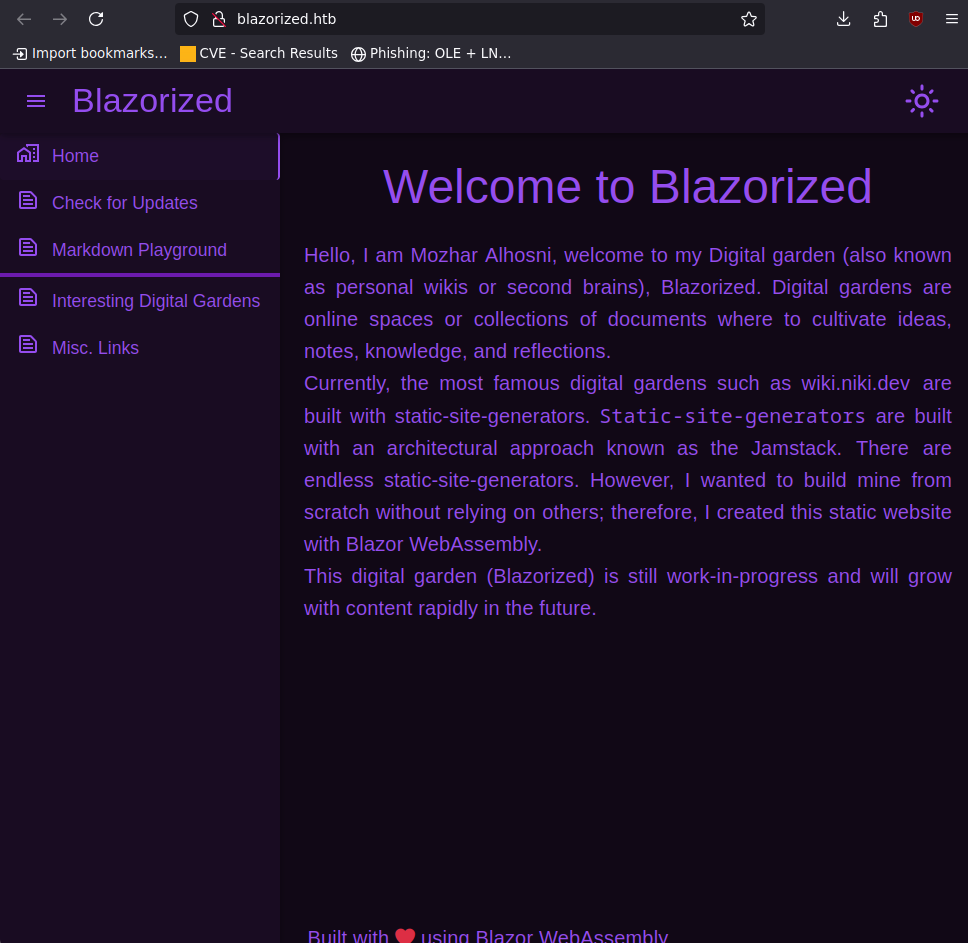 blazorized.htb
Import bookmarks...
CVE - Search Results
Phishing: OLE + LN...
Blazorized
Home
Check for Updates
Markdown Playground
Interesting Digital Gardens
Misc. Links
Welcome to Blazorized
Hello, I am Mozhar Alhosni, welcome to my Digital garden (also known
as personal wikis or second brains), Blazorized. Digital gardens are
online spaces or collections of documents where to cultivate ideas,
notes, knowledge, and reflections.
Currently, the most famous digital gardens such as wiki.niki.dev are
built with static-site-generators. Static-site-generators are built
with an architectural approach known as the Jamstack. There are
endless static-site-generators. However, I wanted to build mine from
scratch without relying on others; therefore, I created this static website
with Blazor WebAssembly.
This digital garden (Blazorized) is still work-in-progress and will grow
with content rapidly in the future.
Built with ❤ using Blazor WebAssembly